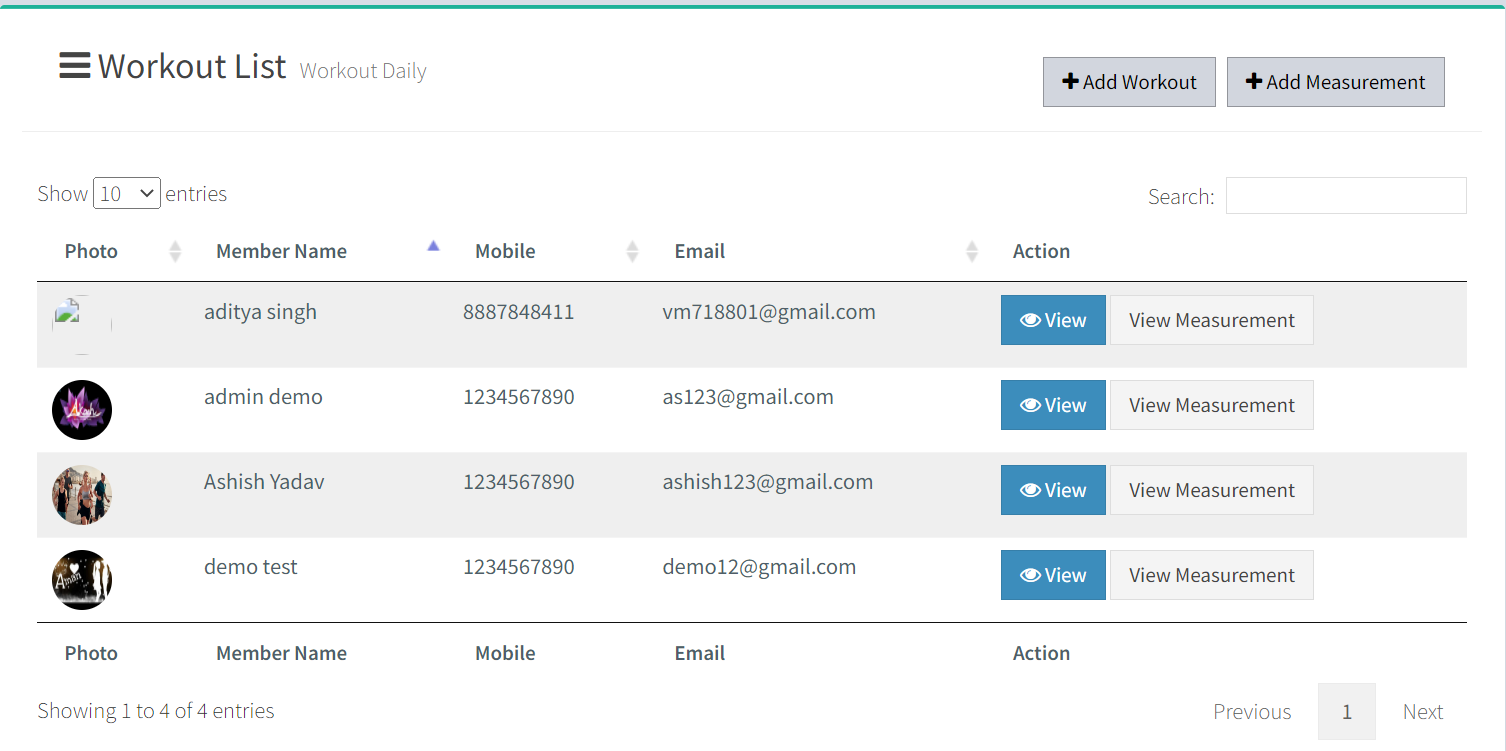 Workout List Workout Daily
Add Workout Add Measurement
Show 10 entries
Search:
Photo Member Name Mobile Email Action
aditya singh 8887848411 vm718801@gmail.com View View Measurement
admin demo 1234567890 as123@gmail.com View View Measurement
Ashish Yadav 1234567890 ashish123@gmail.com View View Measurement
Aman demo test 1234567890 demo12@gmail.com View View Measurement
Photo Member Name Mobile Email Action
Showing 1 to 4 of 4 entries
Previous 1 Next